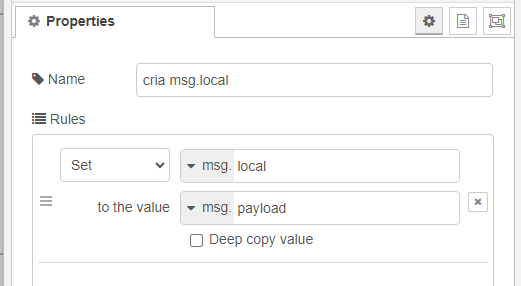 Properties
Name
cria msg.local
Rules
Set
msg. local
to the value
msg. payload
Deep copy value